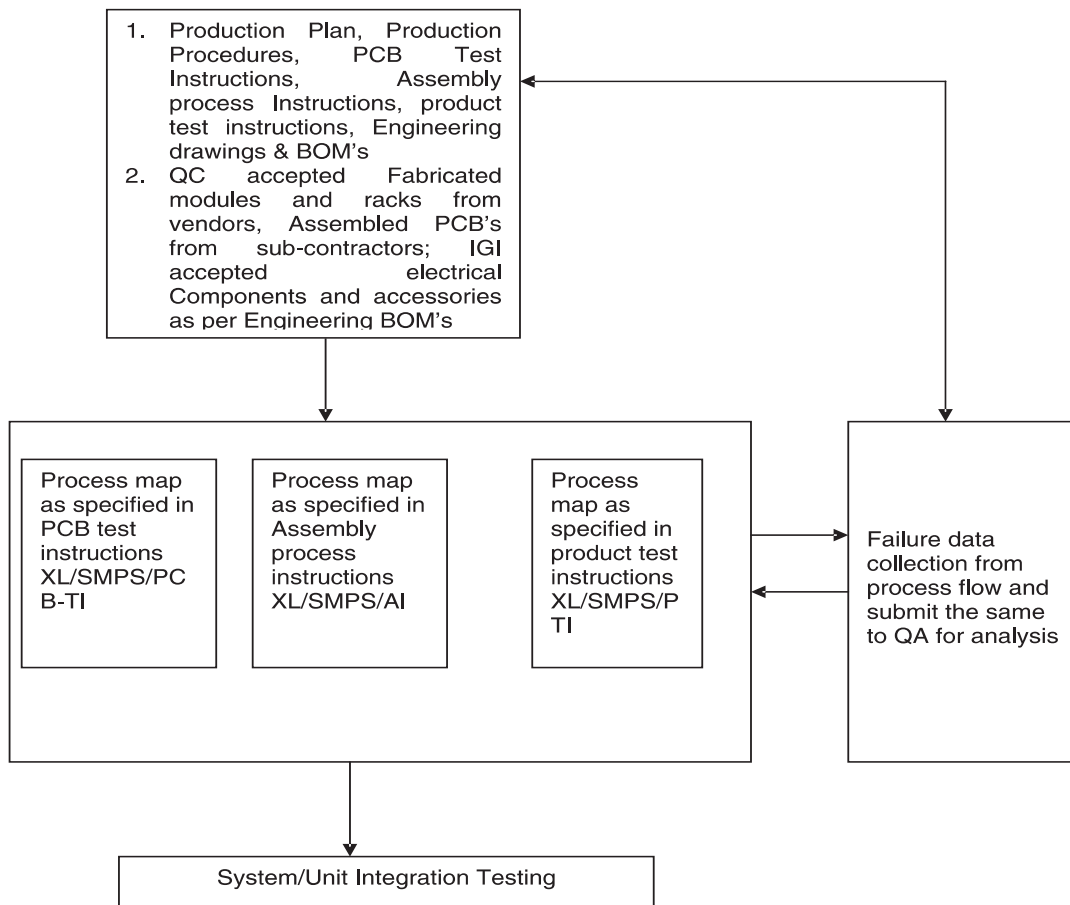 1. Production Plan, Production
Procedures, PCB Test
Instructions, Assembly
process Instructions, product
test instructions, Engineering
drawings & BOM's
2. QC accepted Fabricated
modules and racks from
vendors, Assembled PCB's
from sub-contractors; IGI
accepted electrical
Components and accessories
as per Engineering BOM's
Process map
as specified in
PCB test
instructions
XL/SMPS/PC
B-TI
Process map
as specified in
Assembly
process
instructions
XL/SMPS/AI
Process
map as
specified in
product test
instructions
XL/SMPS/P
TI
Failure data
collection from
process flow and
submit the same
to QA for analysis
System/Unit Integration Testing